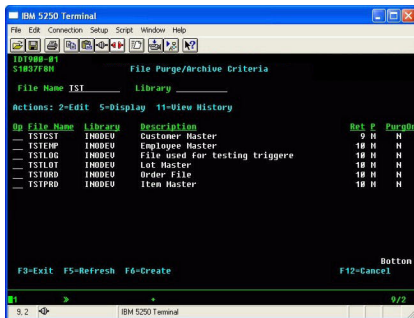 IBM 5250 Terminal
File Edit Connection Setup Script Window Help
IDT900-01
S1037F8M File Purge/Archive Criteria
File Name TST Library
Actions: 2=Edit 5=Display 11=View History
Op File Name Library Description Ret P PurgOr
TSTCST INODEV Customer Master 9 M N
TSTEMP INODEV Employee Master 10 M N
TSTLOG INODEV File used for testing triggere 10 M N
TSTLOT INODEV Lot Master 10 M N
TSTORD INODEV Order File 10 M N
TSTPRD INODEV Item Master 10 M N
Bottom
F3=Exit F5=Refresh F6=Create F12=Cancel
1 » 9/2
9, 2 IBM 5250 Terminal